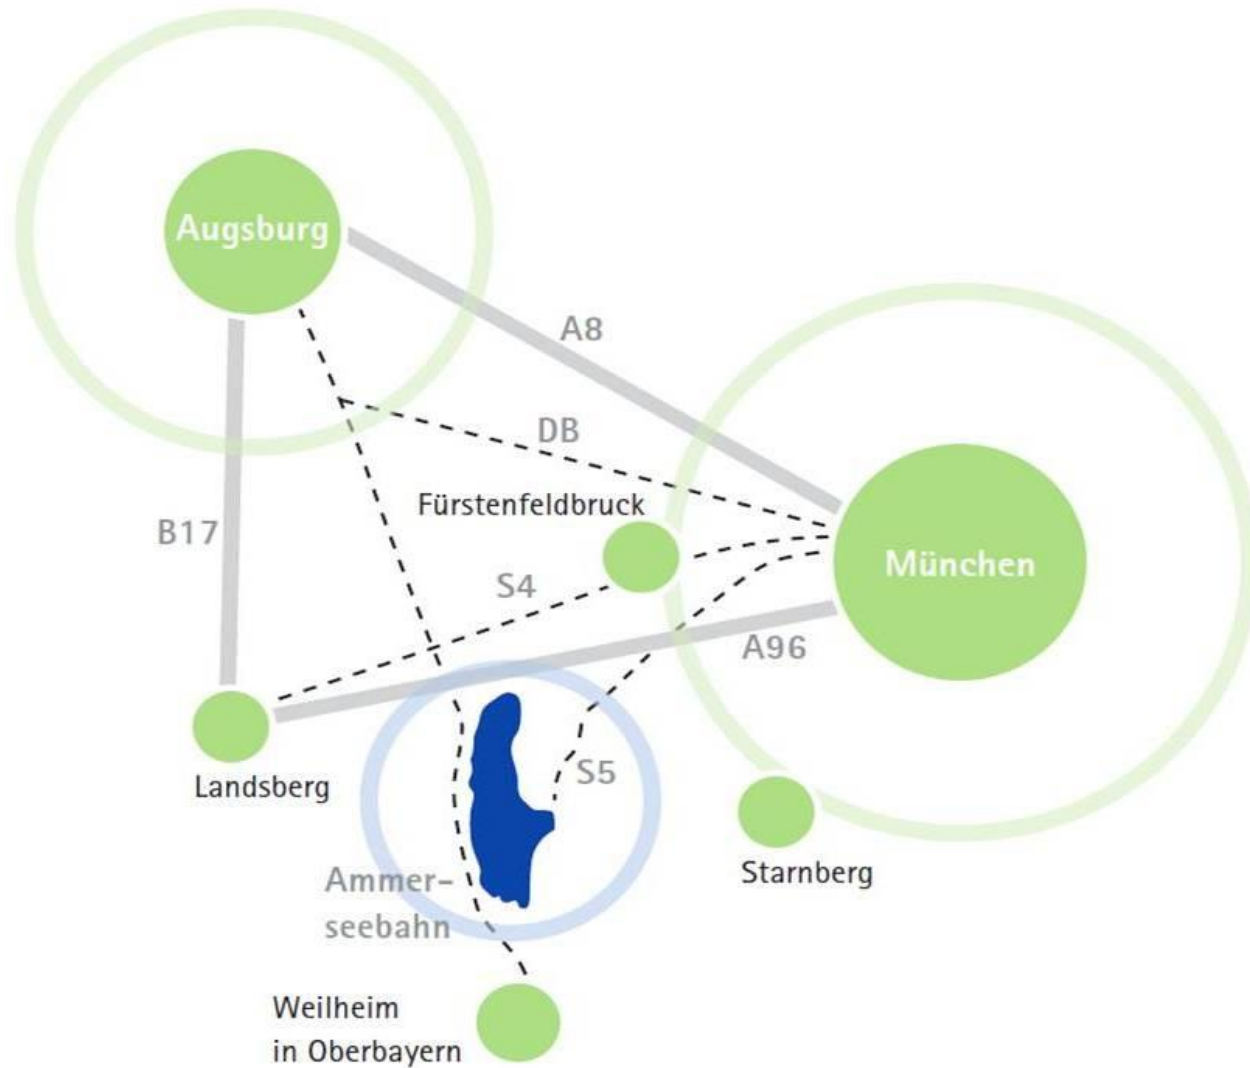 Augsburg
A8
DB
Fürstenfeldbruck
B17
München
S4
A96
Landsberg
S5
Starnberg
Ammer-
seebahn
Weilheim
in Oberbayern